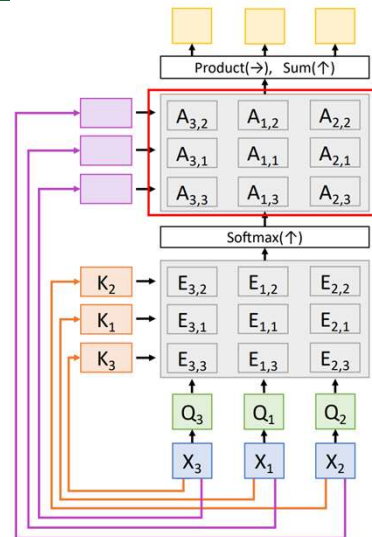 Product(→), Sum(↑)
A3,2 A1,2 A2,2
A3,1 A1,1 A2,1
A3,3 A1,3 A2,3
Softmax(↑)
K2 E3,2 E1,2 E2,2
K1 E3,1 E1,1 E2,1
K3 E3,3 E1,3 E2,3
Q3 Q1 Q2
X3 X1 X2